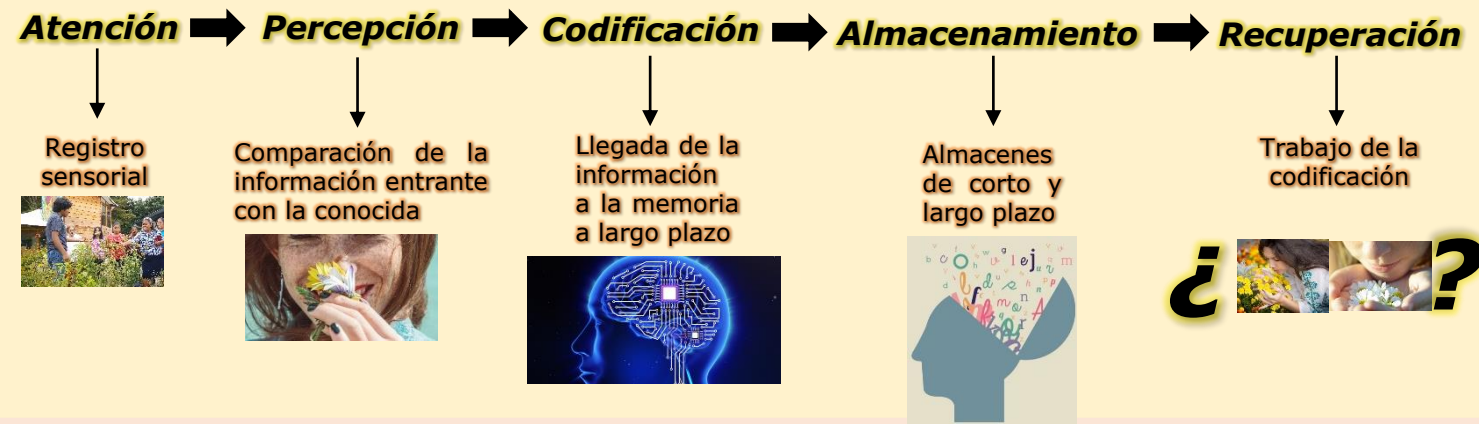 Atención Percepción Codificación Almacenamiento Recuperación
Registro
sensorial
Comparación de la
información entrante
con la conocida
Llegada de la
información
a la memoria
a largo plazo
Almacenes
de corto y
largo plazo
Trabajo de la
codificación
¿ ?